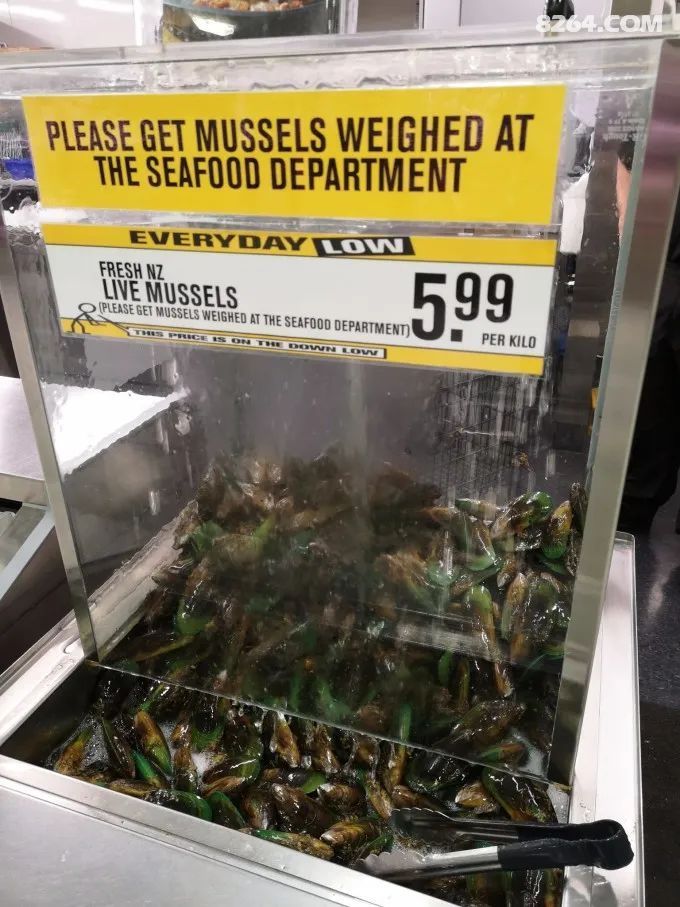 8264.COM
PLEASE GET MUSSELS WEIGHED AT
THE SEAFOOD DEPARTMENT
EVERYDAY LOW
FRESH NZ
LIVE MUSSELS
(PLEASE GET MUSSELS WEIGHED AT THE SEAFOOD DEPARTMENT)
5.99
PER KILO
THIS PRICE IS ON THE DOWN LOW